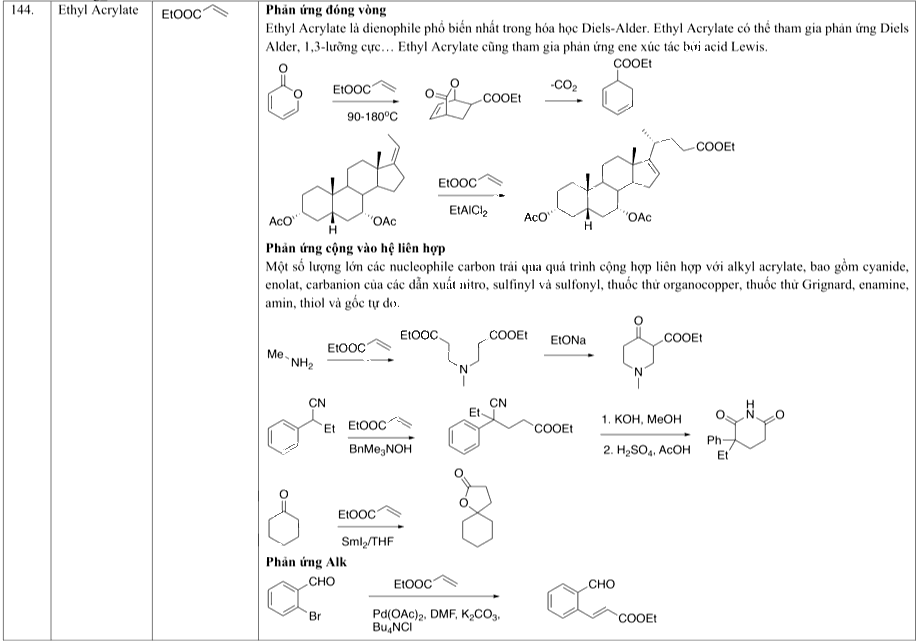 144. Ethyl Acrylate EtOOC
Phản ứng đóng vòng
Ethyl Acrylate là dienophile phổ biến nhất trong hóa học Diels-Alder. Ethyl Acrylate có thể tham gia phản ứng Diels
Alder, 1,3-lưỡng cực… Ethyl Acrylate cũng tham gia phản ứng ene xúc tác bởi acid Lewis.
O
O
EtOOC
90-180°C
O
O
COOEt
-CO2
COOEt
AcO
H
OAc
EtOOC
EtAlCl2
COOEt
AcO
H
OAc
Phản ứng cộng vào hệ liên hợp
Một số lượng lớn các nucleophile carbon trải qua quá trình cộng hợp liên hợp với alkyl acrylate, bao gồm cyanide,
enolat, carbanion của các dẫn xuất nitro, sulfinyl và sulfonyl, thuốc thử organocopper, thuốc thử Grignard, enamine,
amin, thiol và gốc tự do.
Me
NH2
EtOOC
EtOOC
COOEt
N
EtONa
O
COOEt
N
CN
Et
EtOOC
BnMe3NOH
Et
CN
COOEt
1. KOH, MeOH
2. H2SO4, AcOH
O
H
N
O
Ph
Et
O
EtOOC
SmI2/THF
O
O
Phản ứng Alk
CHO
Br
EtOOC
Pd(OAc)2, DMF, K2CO3,
Bu4NCl
CHO
COOEt